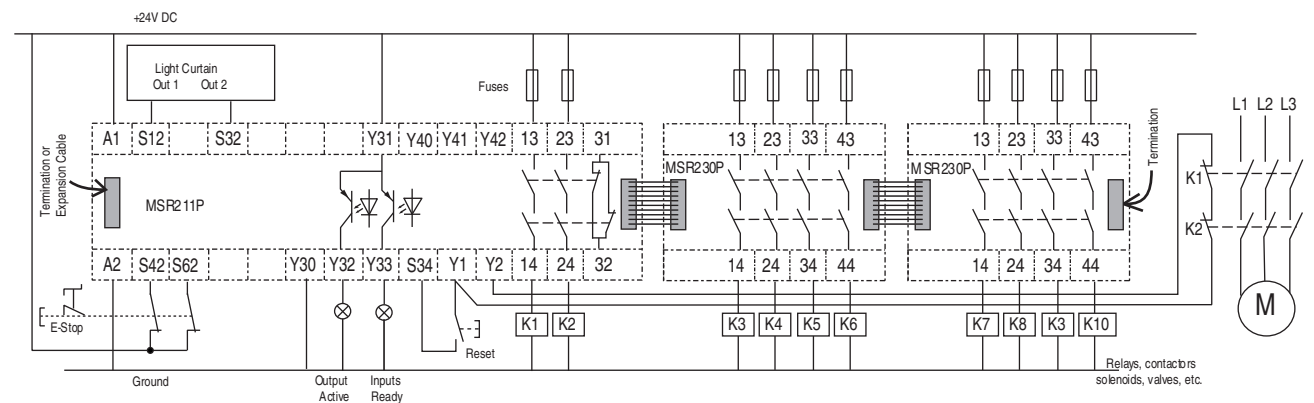 +24V DC
Light Curtain
Out 1 Out 2
Fuses
L1 L2 L3
A1 S12 S32 Y31 Y40 Y41 Y42 13 23 31
13 23 33 43
13 23 33 43
Termination or
Expansion Cable
MSR211P
MSR230P
MSR230P
Termination
K1
K2
A2 S42 S62 Y30 Y32 Y33 S34 Y1 Y2 14 24 32
14 24 34 44
14 24 34 44
E-Stop
Reset
K1 K2
K3 K4 K5 K6
K7 K8 K3 K10
M
Ground
Output
Active
Inputs
Ready
Relays, contactors
solenoids, valves, etc.